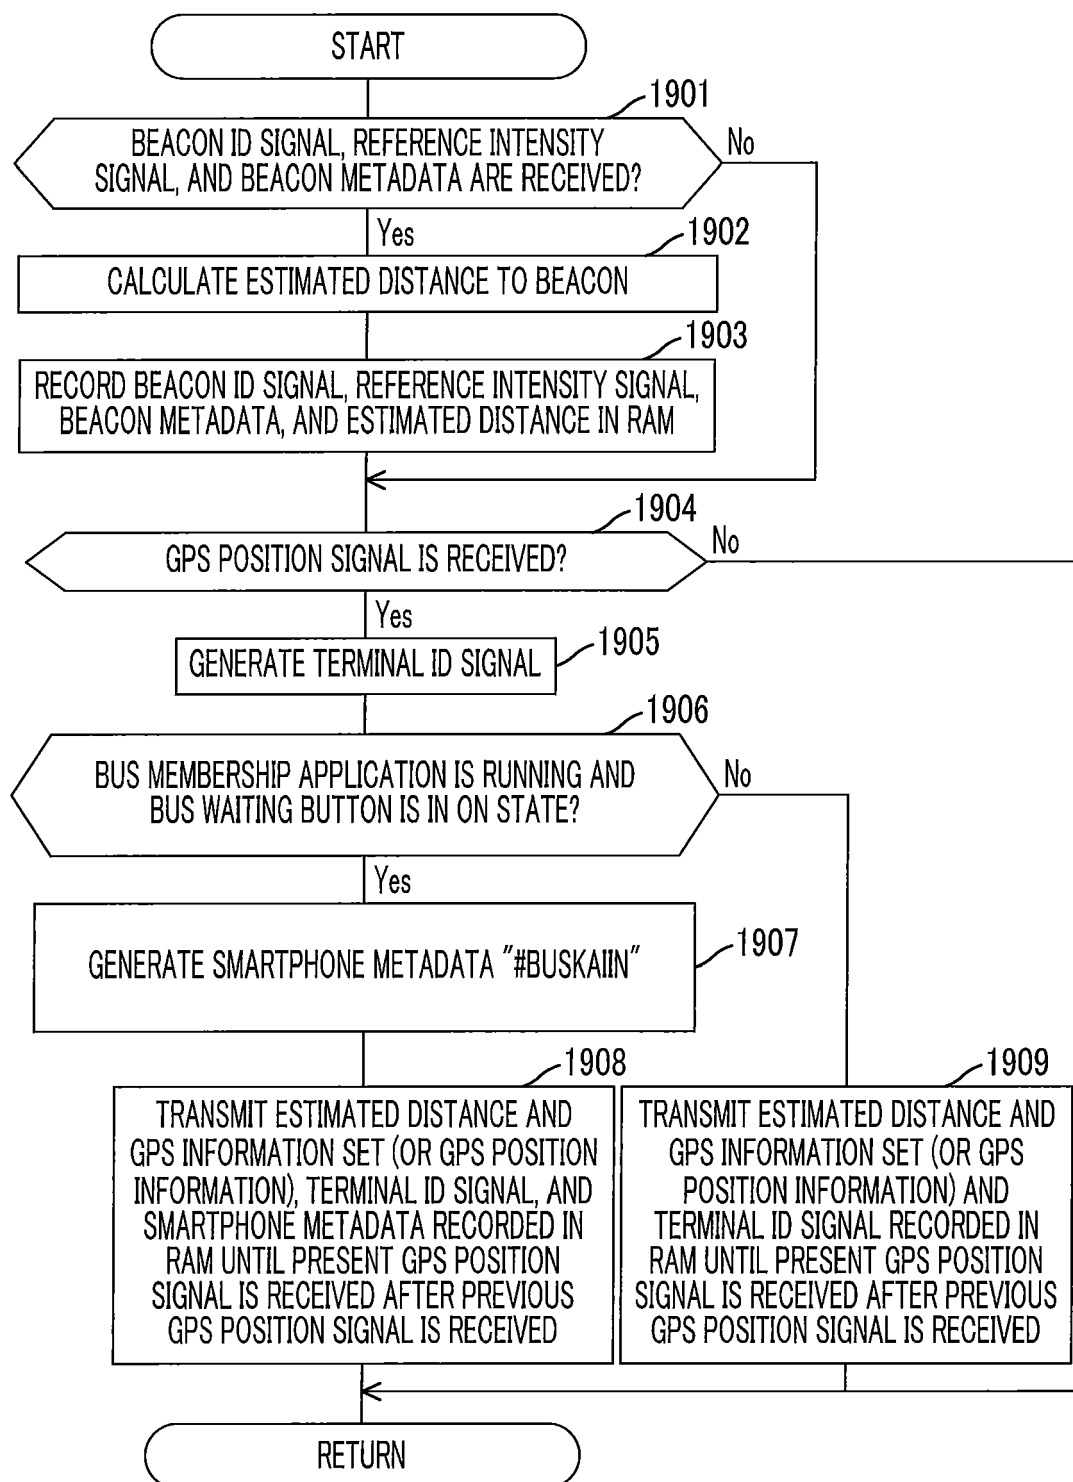 START
1901
BEACON ID SIGNAL, REFERENCE INTENSITY
SIGNAL, AND BEACON METADATA ARE RECEIVED?
No
Yes
1902
CALCULATE ESTIMATED DISTANCE TO BEACON
1903
RECORD BEACON ID SIGNAL, REFERENCE INTENSITY SIGNAL,
BEACON METADATA, AND ESTIMATED DISTANCE IN RAM
1904
GPS POSITION SIGNAL IS RECEIVED?
No
Yes
1905
GENERATE TERMINAL ID SIGNAL
1906
BUS MEMBERSHIP APPLICATION IS RUNNING AND
BUS WAITING BUTTON IS IN ON STATE?
No
Yes
1907
GENERATE SMARTPHONE METADATA "#BUSKAIIN"
1908
TRANSMIT ESTIMATED DISTANCE AND
GPS INFORMATION SET (OR GPS POSITION
INFORMATION), TERMINAL ID SIGNAL, AND
SMARTPHONE METADATA RECORDED IN
RAM UNTIL PRESENT GPS POSITION
SIGNAL IS RECEIVED AFTER PREVIOUS
GPS POSITION SIGNAL IS RECEIVED
1909
TRANSMIT ESTIMATED DISTANCE AND
GPS INFORMATION SET (OR GPS
POSITION INFORMATION) AND
TERMINAL ID SIGNAL RECORDED IN
RAM UNTIL PRESENT GPS POSITION
SIGNAL IS RECEIVED AFTER PREVIOUS
GPS POSITION SIGNAL IS RECEIVED
RETURN